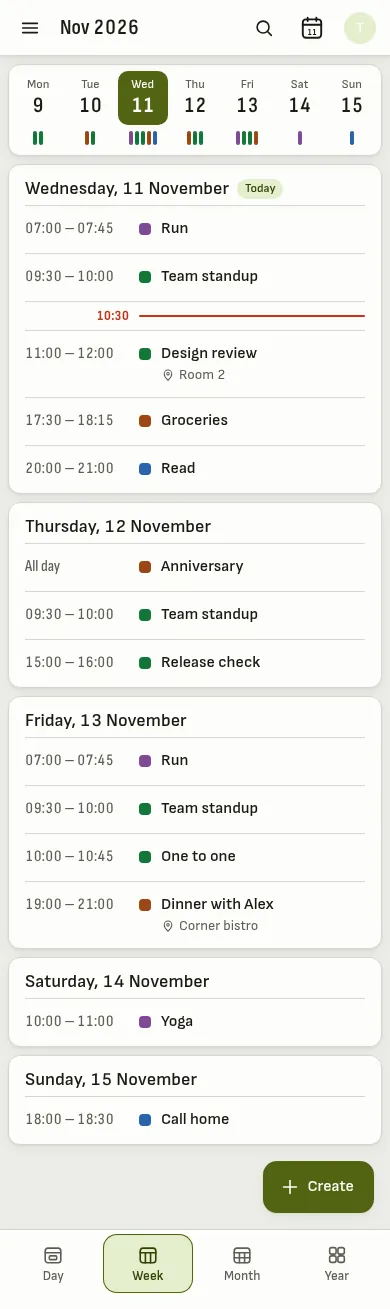 Nov 2026
11
T
Mon Tue Wed Thu Fri Sat Sun
9 10 11 12 13 14 15
Wednesday, 11 November Today
07:00 – 07:45 Run
09:30 – 10:00 Team standup
10:30
11:00 – 12:00 Design review
Room 2
17:30 – 18:15 Groceries
20:00 – 21:00 Read
Thursday, 12 November
All day Anniversary
09:30 – 10:00 Team standup
15:00 – 16:00 Release check
Friday, 13 November
07:00 – 07:45 Run
09:30 – 10:00 Team standup
10:00 – 10:45 One to one
19:00 – 21:00 Dinner with Alex
Corner bistro
Saturday, 14 November
10:00 – 11:00 Yoga
Sunday, 15 November
18:00 – 18:30 Call home
Create
Day Week Month Year